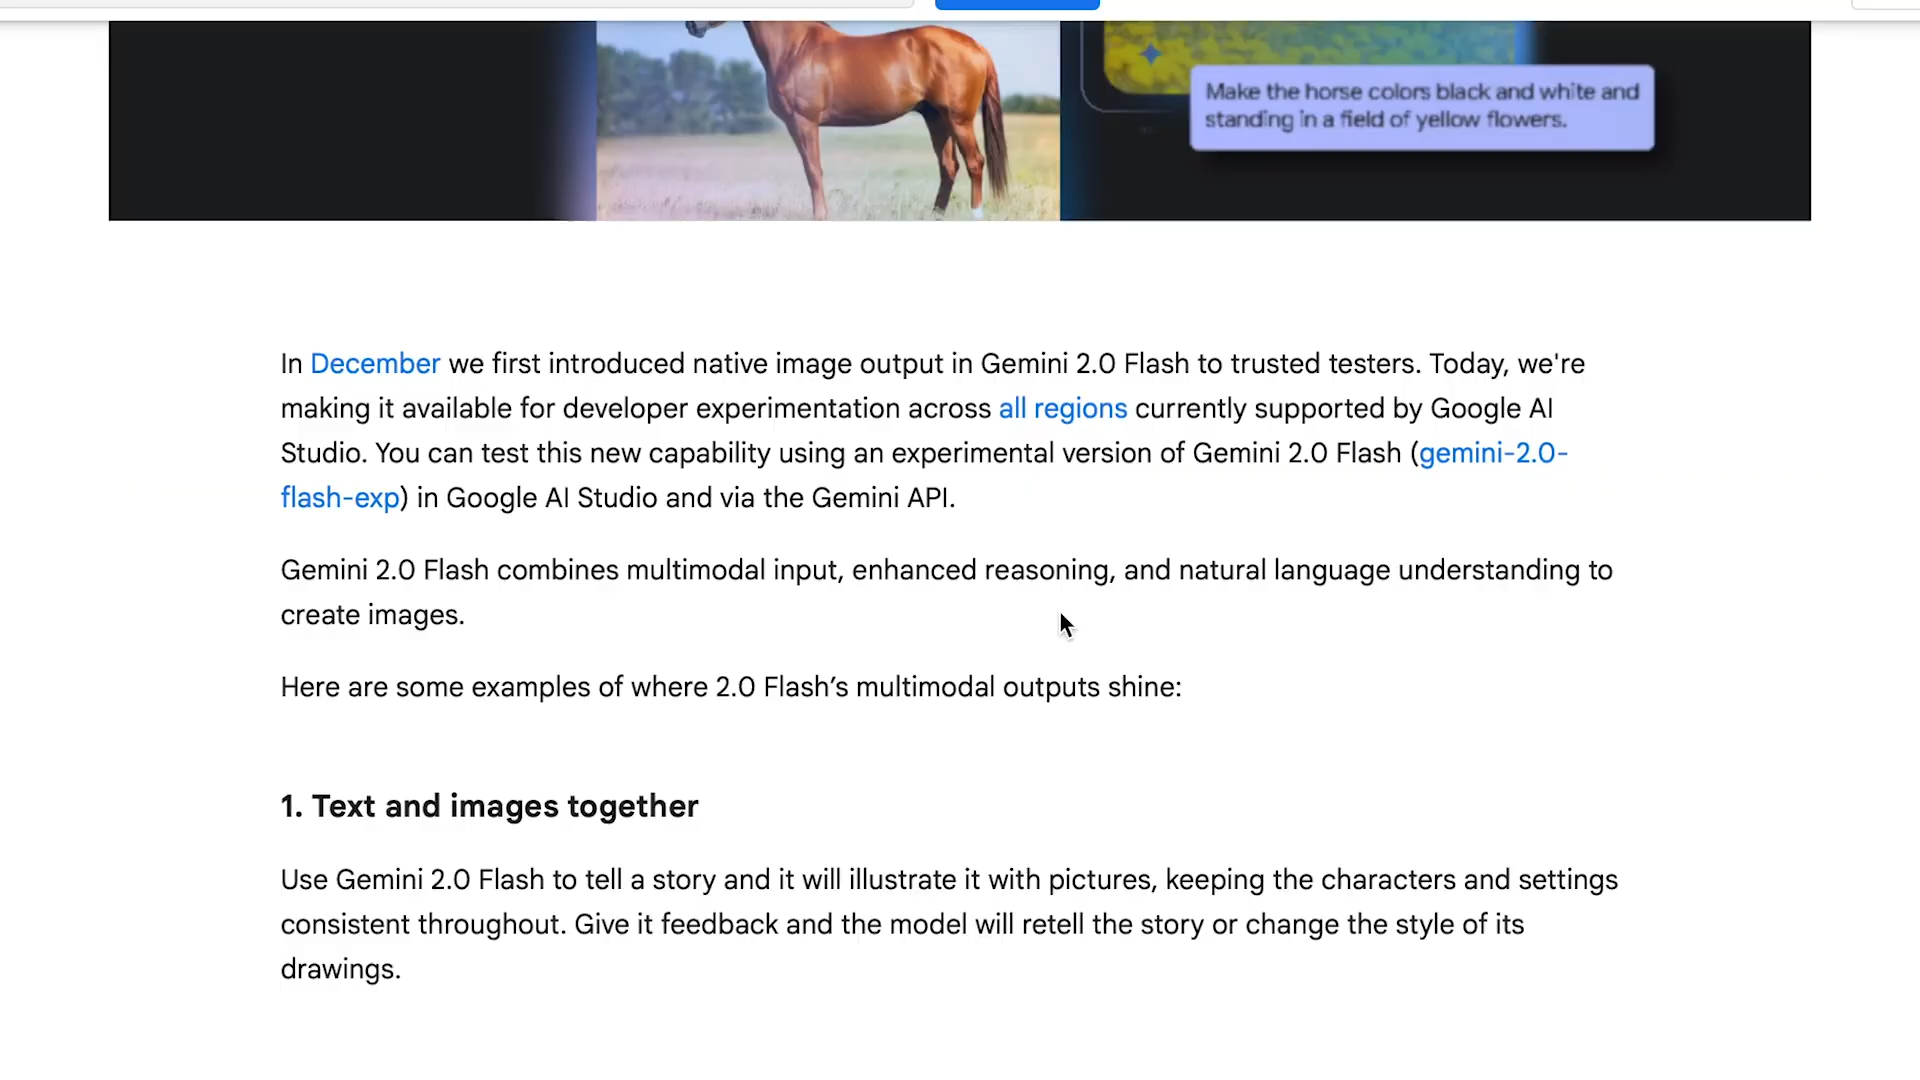 Make the horse colors black and white and
standing in a field of yellow flowers.
In December we first introduced native image output in Gemini 2.0 Flash to trusted testers. Today, we're
making it available for developer experimentation across all regions currently supported by Google AI
Studio. You can test this new capability using an experimental version of Gemini 2.0 Flash (gemini-2.0-
flash-exp) in Google AI Studio and via the Gemini API.
Gemini 2.0 Flash combines multimodal input, enhanced reasoning, and natural language understanding to
create images.
Here are some examples of where 2.0 Flash’s multimodal outputs shine:
1. Text and images together
Use Gemini 2.0 Flash to tell a story and it will illustrate it with pictures, keeping the characters and settings
consistent throughout. Give it feedback and the model will retell the story or change the style of its
drawings.